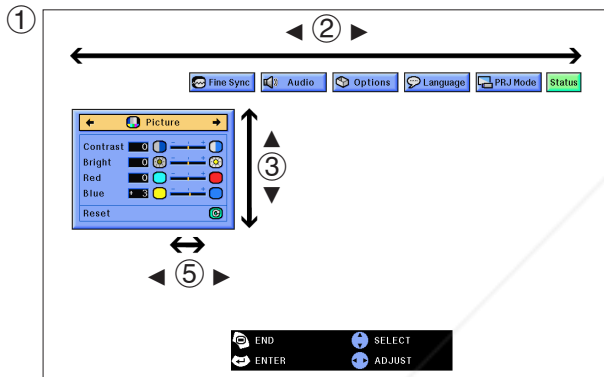 ①
◄ ② ►
Fine Sync Audio Options Language PRJ Mode Status
Picture
▲
Contrast 0 - +
③
Bright 0 - +
▼
Red 0 - +
Blue + 3 - +
Reset
◄ ⑤ ►
END SELECT
ENTER ADJUST